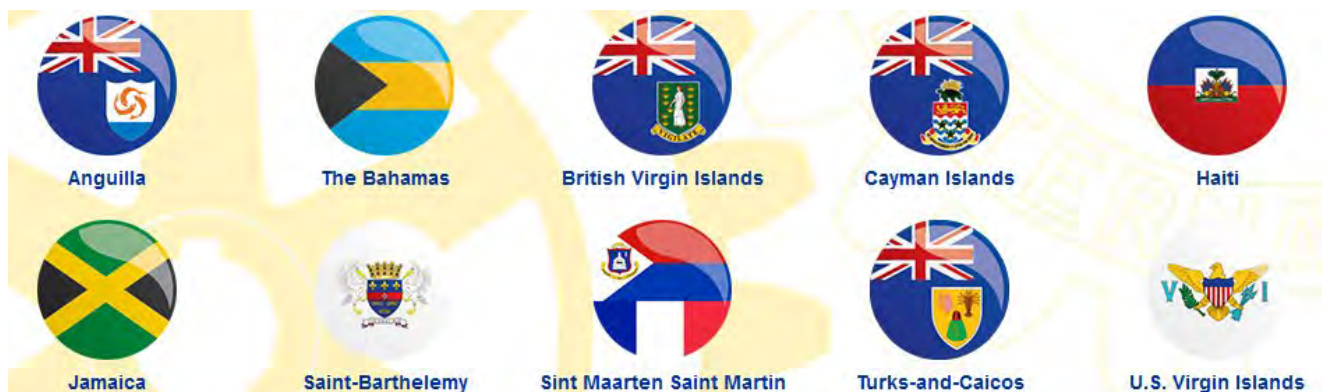 VIGILATE
Anguilla
The Bahamas
British Virgin Islands
Cayman Islands
Haiti
V I
Jamaica
Saint-Barthelemy
Sint Maarten Saint Martin
Turks-and-Caicos
U.S. Virgin Islands